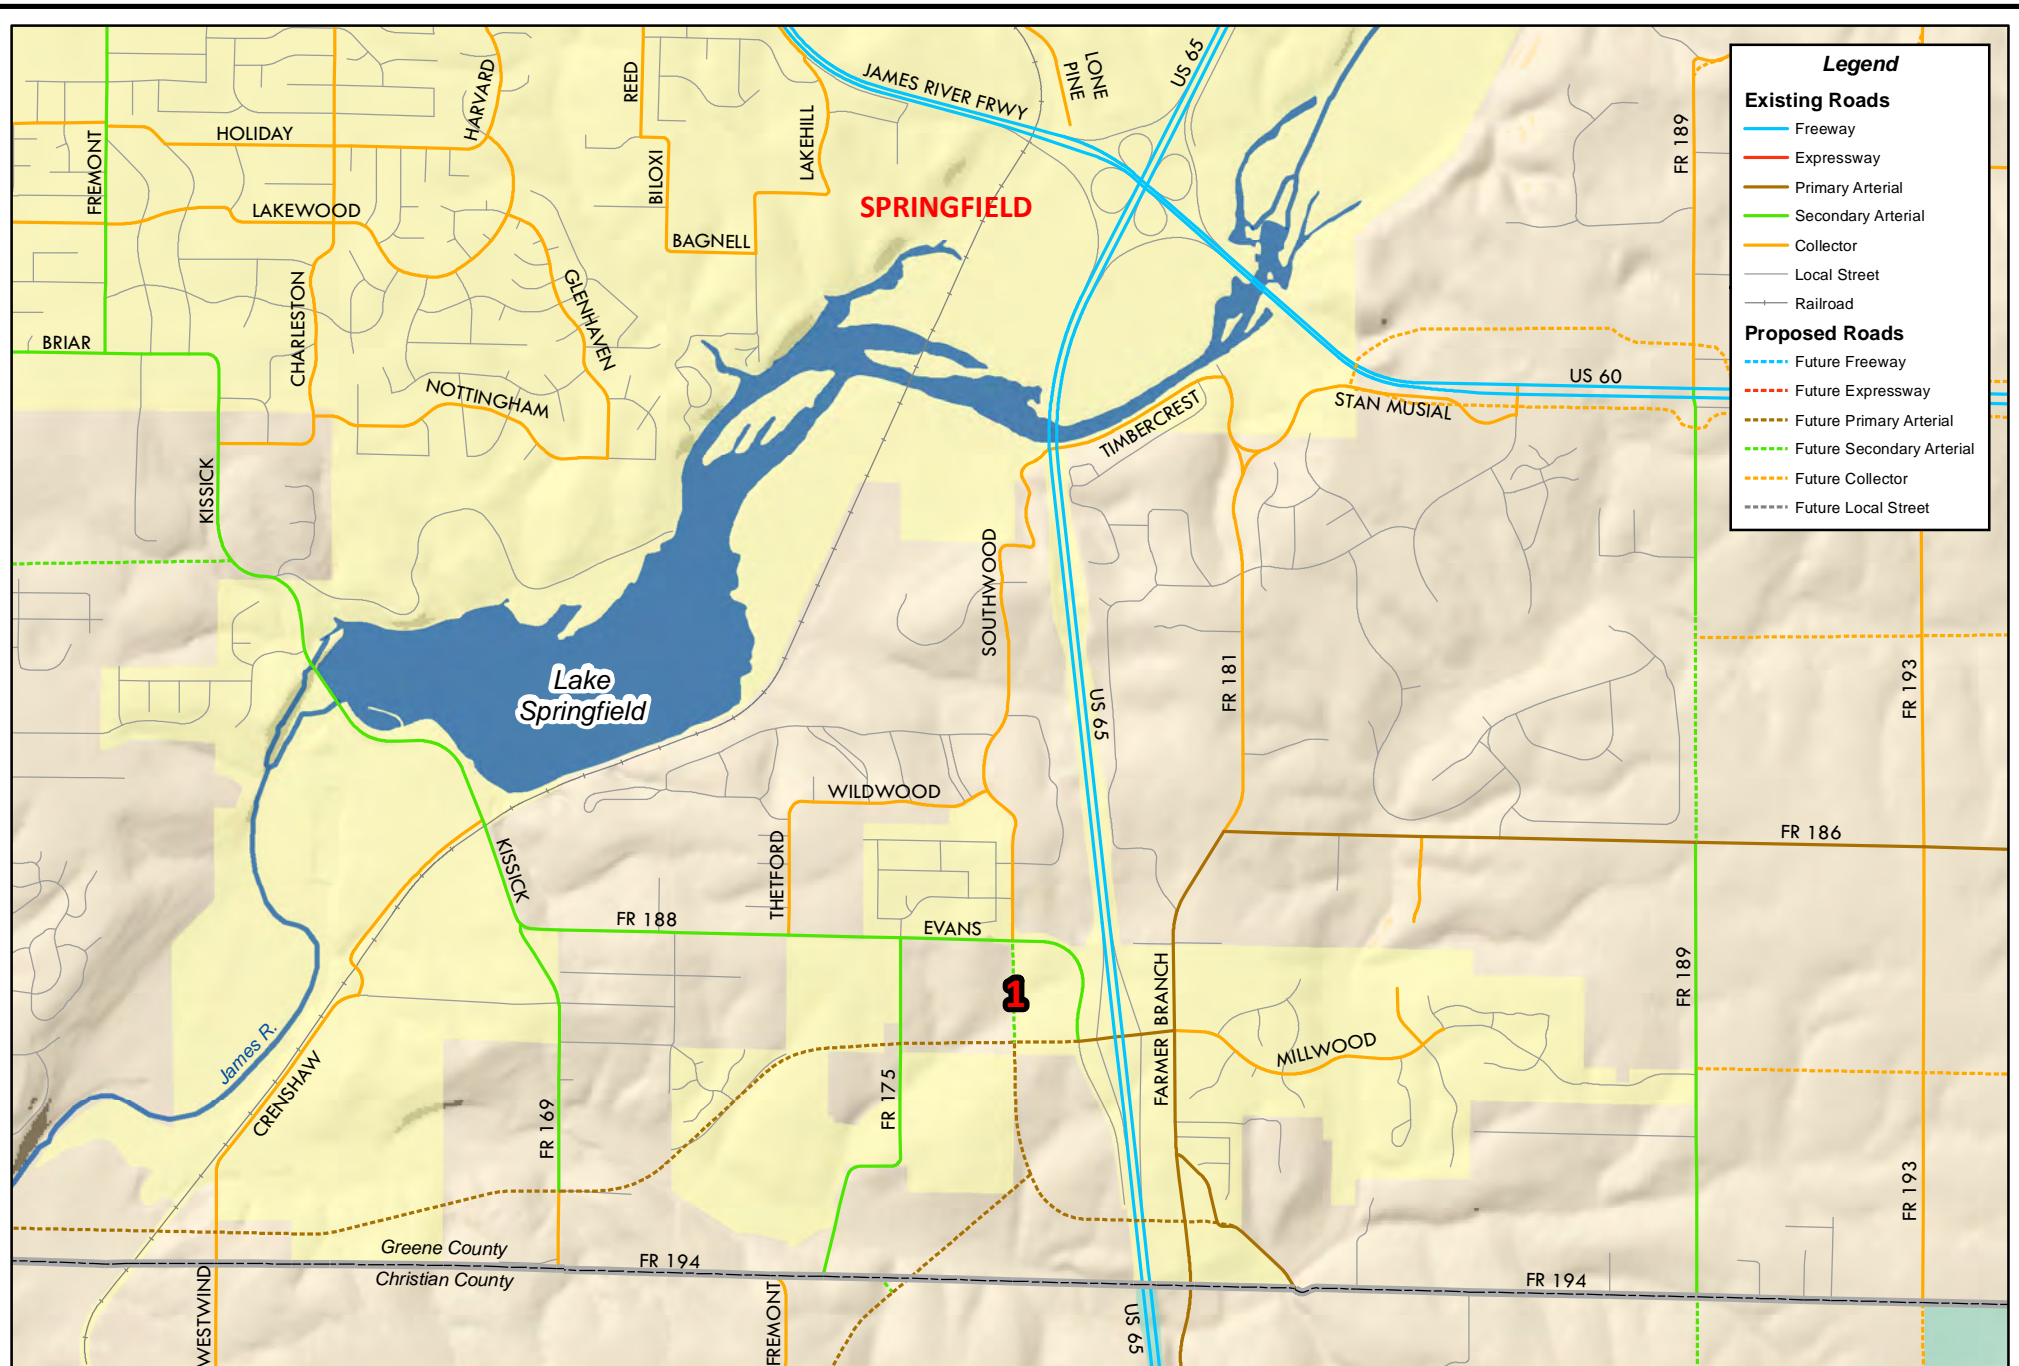 LONE
PINE
US 65
JAMES RIVER FRWY
HARVARD
REED
LAKEHILL
HOLIDAY
FREMONT
BILOXI
FR 189
LAKEWOOD
SPRINGFIELD
BAGNELL
CHARLESTON
GLENHAVEN
BRIAR
NOTTINGHAM
US 60
STAN MUSIAL
TIMBERCREST
KISSICK
SOUTHWOOD
Lake
Springfield
FR 181
US 65
FR 193
WILDWOOD
THETFORD
FR 186
KISSICK
FR 188
EVANS
FARMER BRANCH
FR 189
1
James R.
CRENSHAW
MILLWOOD
FR 169
FR 175
FR 193
Greene County
Christian County
FR 194
FR 194
WESTWIND
FREMONT
US 65
Legend
Existing Roads
Freeway
Expressway
Primary Arterial
Secondary Arterial
Collector
Local Street
Railroad
Proposed Roads
Future Freeway
Future Expressway
Future Primary Arterial
Future Secondary Arterial
Future Collector
Future Local Street